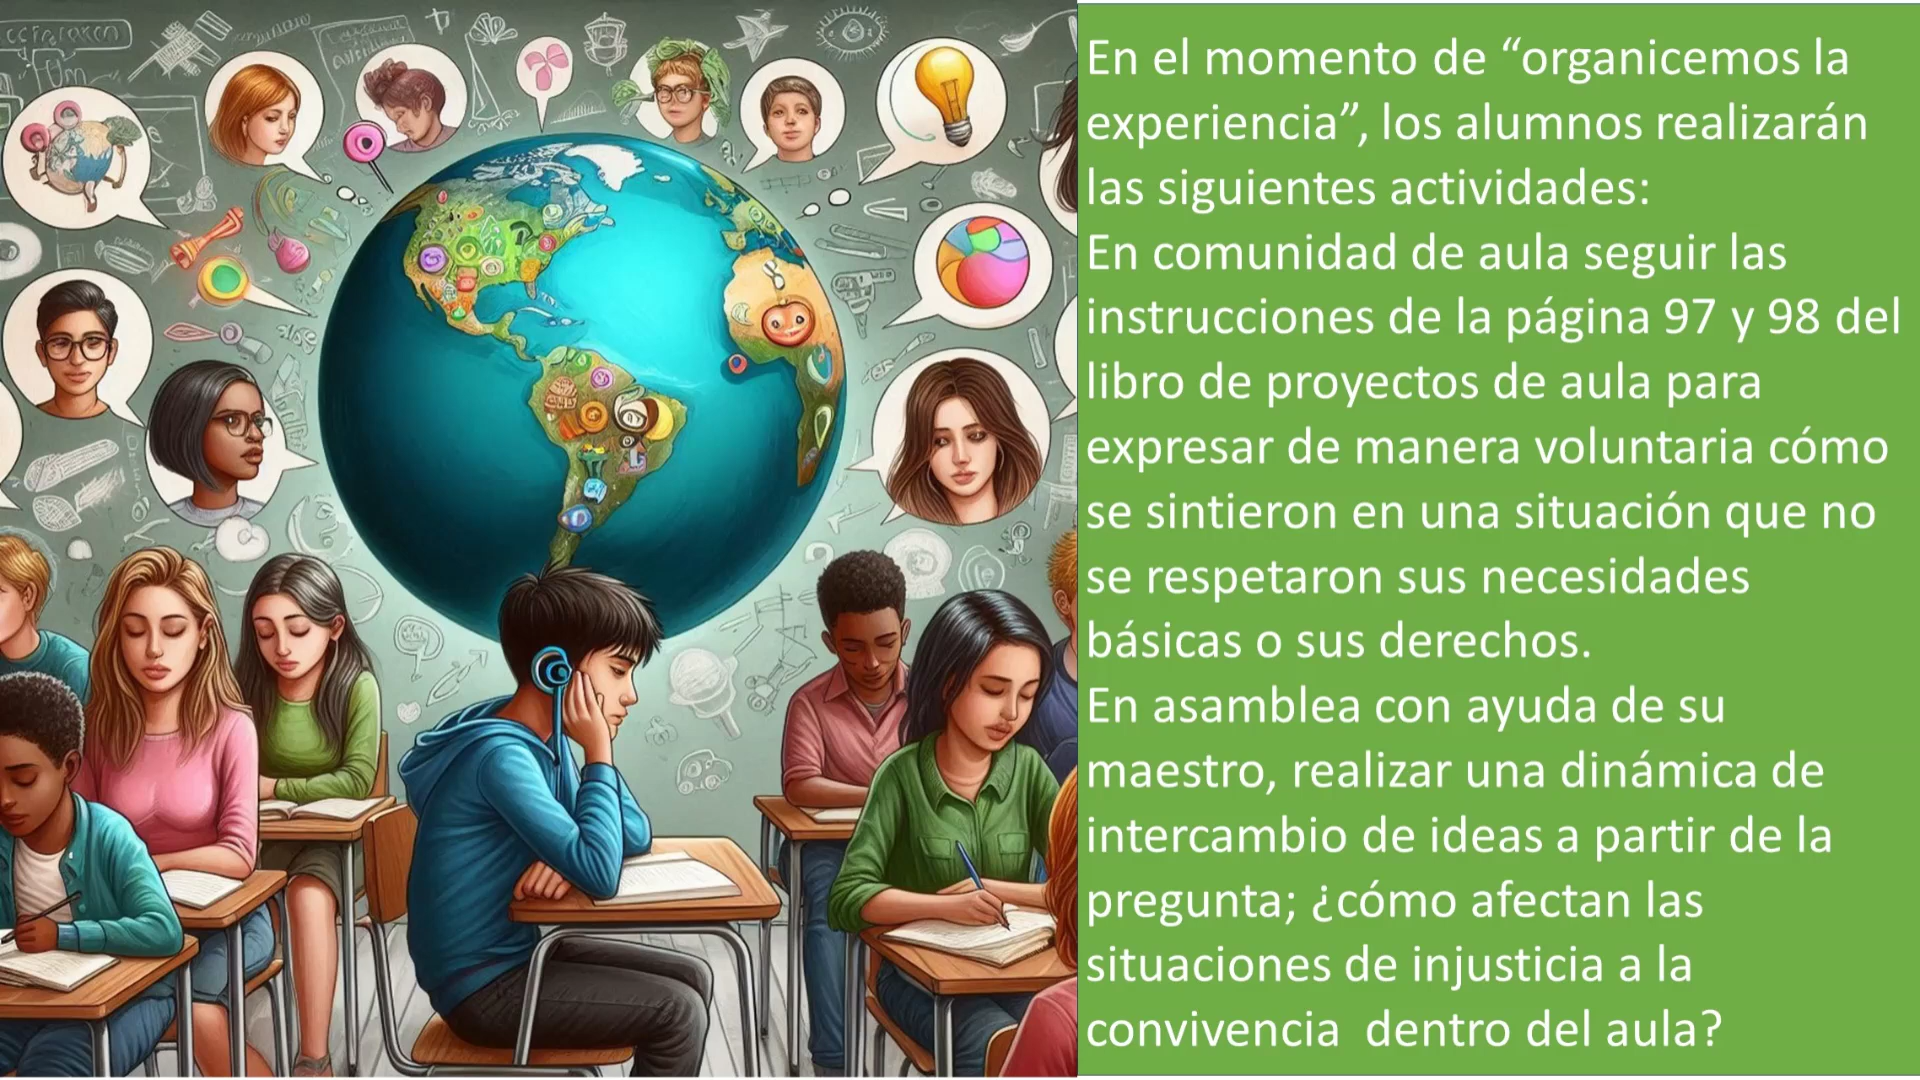 En el momento de “organicemos la
experiencia”, los alumnos realizarán
las siguientes actividades:
En comunidad de aula seguir las
instrucciones de la página 97 y 98 del
libro de proyectos de aula para
expresar de manera voluntaria cómo
se sintieron en una situación que no
se respetaron sus necesidades
básicas o sus derechos.
En asamblea con ayuda de su
maestro, realizar una dinámica de
intercambio de ideas a partir de la
pregunta; ¿cómo afectan las
situaciones de injusticia a la
convivencia  dentro del aula?